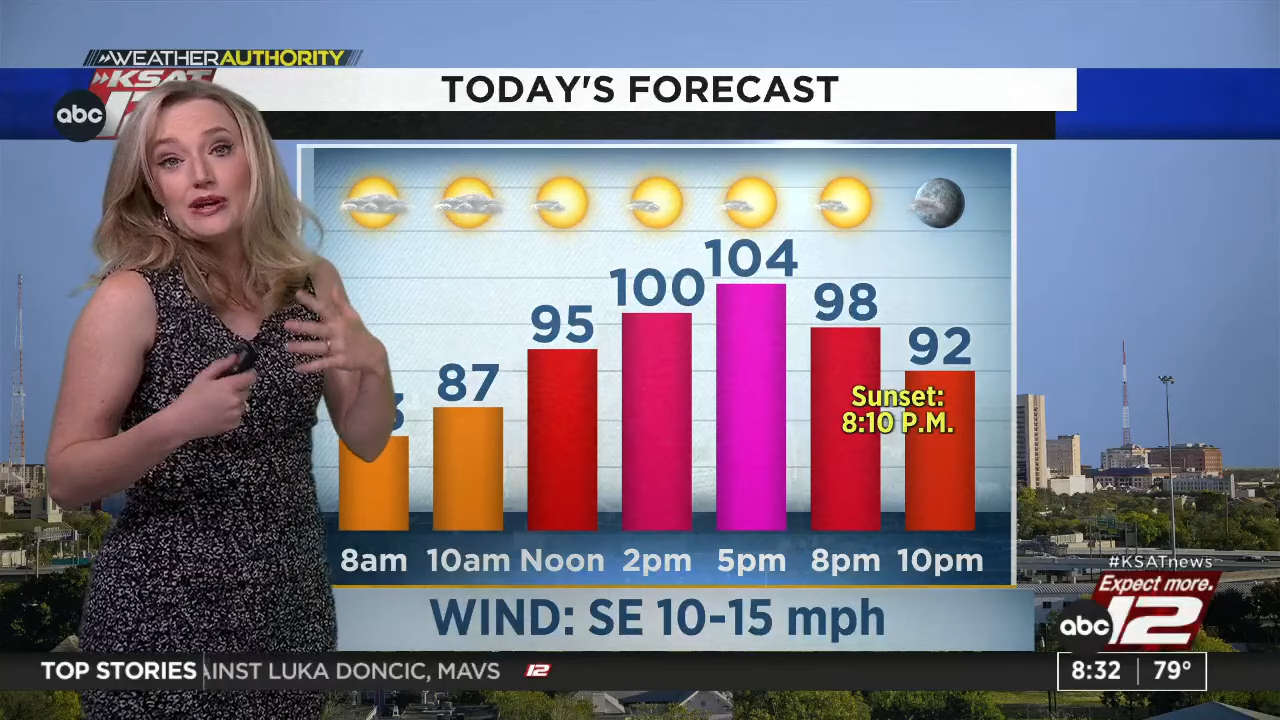 WEATHERAUTHORITY
KSAT
abc
TODAY'S FORECAST
104
100
98
95
92
87
Sunset:
8:10 P.M.
8am 10am Noon 2pm 5pm 8pm 10pm
WIND: SE 10-15 mph
#KSATnews
Expect more.
abc 12
TOP STORIES
INST LUKA DONCIC, MAVS 12
8:32 79°